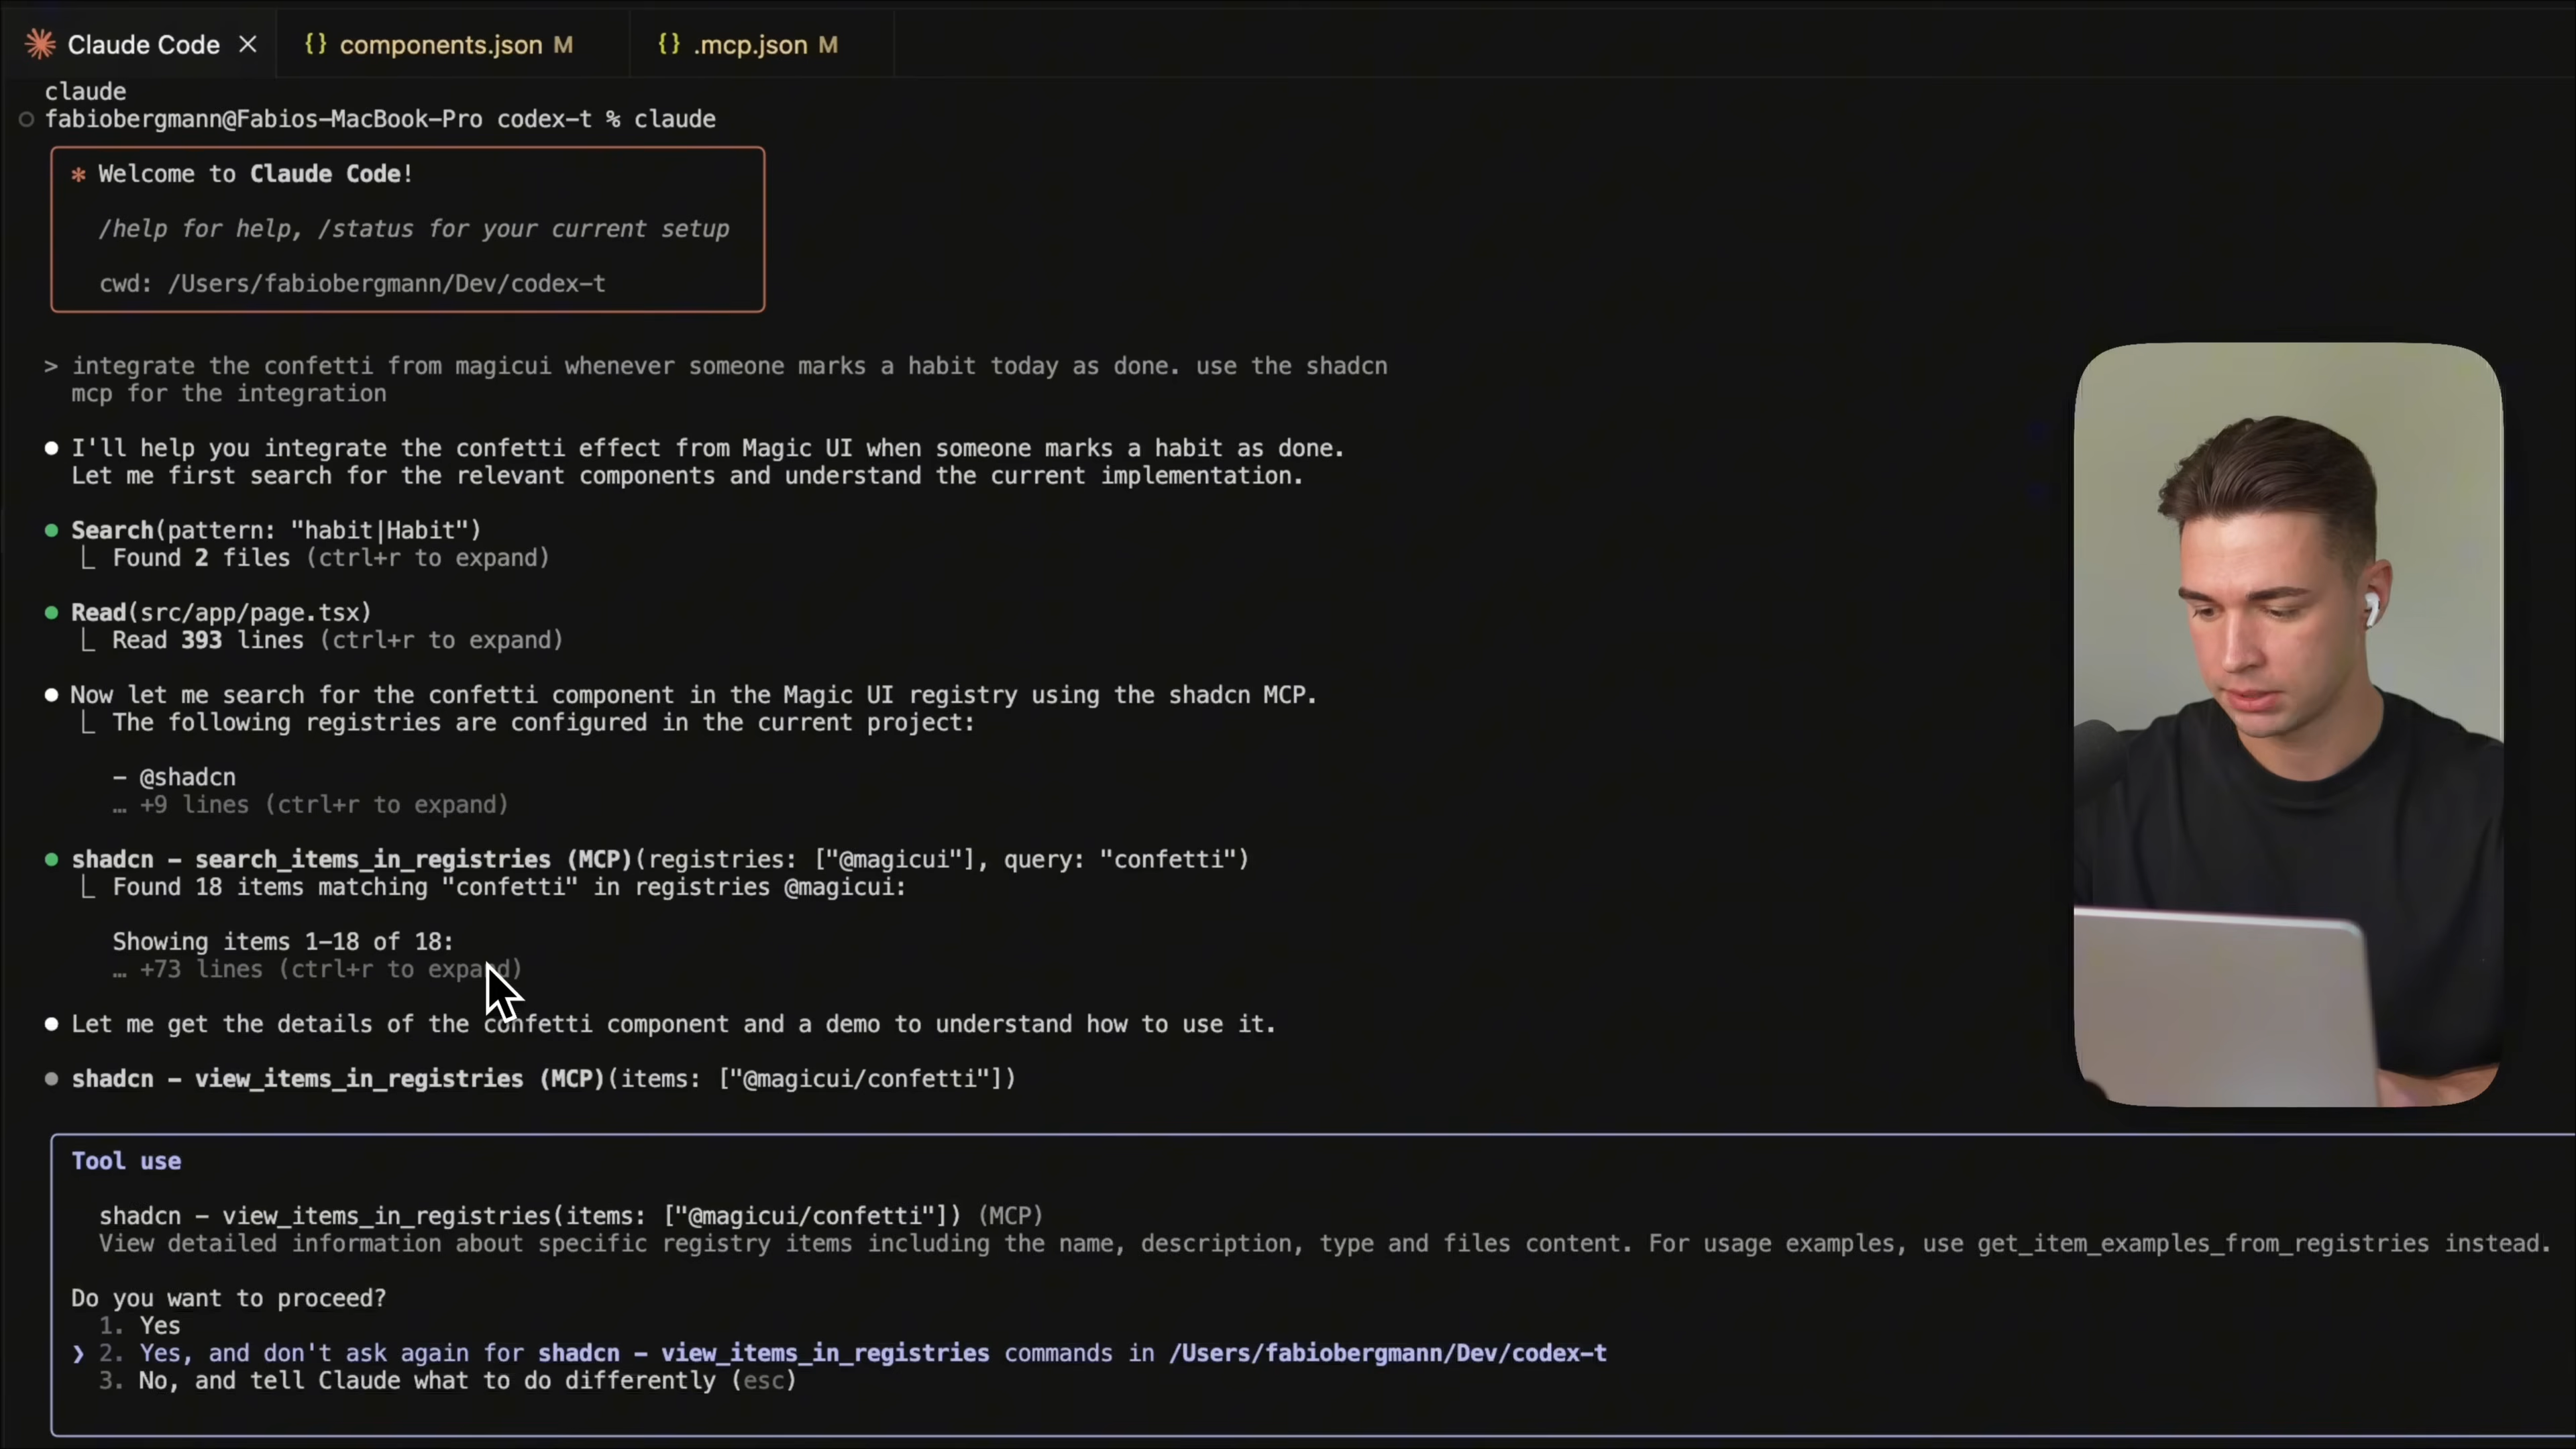 Claude Code
components.json M
.mcp.json M
claude
fabiobergmann@Fabios-MacBook-Pro codex-t % claude
* Welcome to Claude Code!
/help for help, /status for your current setup
cwd: /Users/fabiobergmann/Dev/codex-t
> integrate the confetti from magicui whenever someone marks a habit today as done. use the shadcn
mcp for the integration
I'll help you integrate the confetti effect from Magic UI when someone marks a habit as done.
Let me first search for the relevant components and understand the current implementation.
Search(pattern: "habit|Habit")
Found 2 files (ctrl+r to expand)
Read(src/app/page.tsx)
Read 393 lines (ctrl+r to expand)
Now let me search for the confetti component in the Magic UI registry using the shadcn MCP.
The following registries are configured in the current project:
- @shadcn
… +9 lines (ctrl+r to expand)
shadcn - search_items_in_registries (MCP)(registries: ["@magicui"], query: "confetti")
Found 18 items matching "confetti" in registries @magicui:
Showing items 1-18 of 18:
… +73 lines (ctrl+r to expand)
Let me get the details of the confetti component and a demo to understand how to use it.
shadcn - view_items_in_registries (MCP)(items: ["@magicui/confetti"])
Tool use
shadcn - view_items_in_registries(items: ["@magicui/confetti"]) (MCP)
View detailed information about specific registry items including the name, description, type and files content. For usage examples, use get_item_examples_from_registries instead.
Do you want to proceed?
1. Yes
❯ 2. Yes, and don't ask again for shadcn - view_items_in_registries commands in /Users/fabiobergmann/Dev/codex-t
3. No, and tell Claude what to do differently (esc)